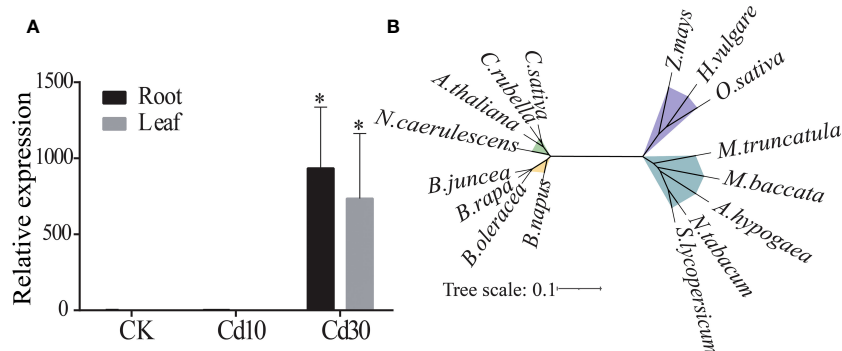 A
Relative expression
1500
1000
500
0
Root
Leaf
*
*
CK
Cd10
Cd30
B
C.sativa
C.rubella
A.thaliana
N.caerulescens
B.juncea
B.rapa
B.oleracea
B.napus
Z.mays
H.vulgare
O.sativa
M.truncatula
M.baccata
A.hypogaea
N.tabacum
S.lycopersicum
Tree scale: 0.1